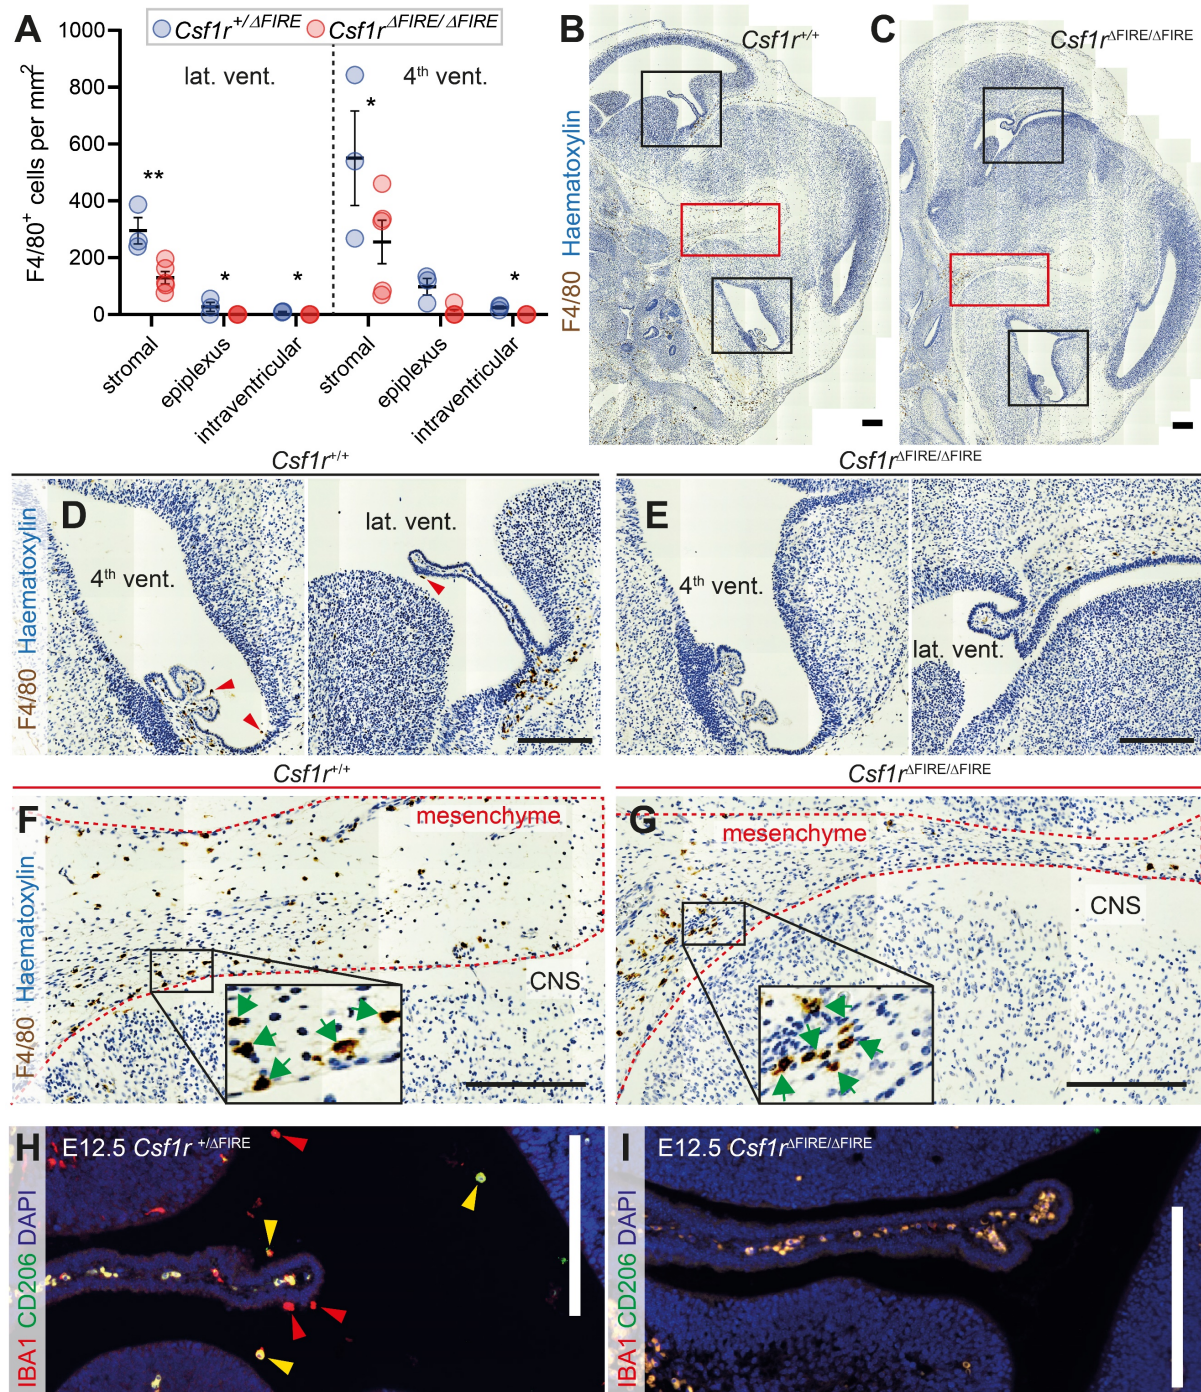 A
Csf1r+/ΔFIRE Csf1rΔFIRE/ΔFIRE
lat. vent. 4th vent.
F4/80+ cells per mm2
1000
800
600
400
200
0
**
*
*
*
*
stromal
epiplexus
intraventricular
stromal
epiplexus
intraventricular
B
Csf1r+/+
F4/80 Haematoxylin
C
Csf1rΔFIRE/ΔFIRE
Csf1r+/+
Csf1rΔFIRE/ΔFIRE
F4/80 Haematoxylin
D
4th vent.
lat. vent.
E
4th vent.
lat. vent.
Csf1r+/+
Csf1rΔFIRE/ΔFIRE
F4/80 Haematoxylin
F
mesenchyme
CNS
G
mesenchyme
CNS
IBA1 CD206 DAPI
H E12.5 Csf1r +/ΔFIRE
IBA1 CD206 DAPI
I E12.5 Csf1rΔFIRE/ΔFIRE